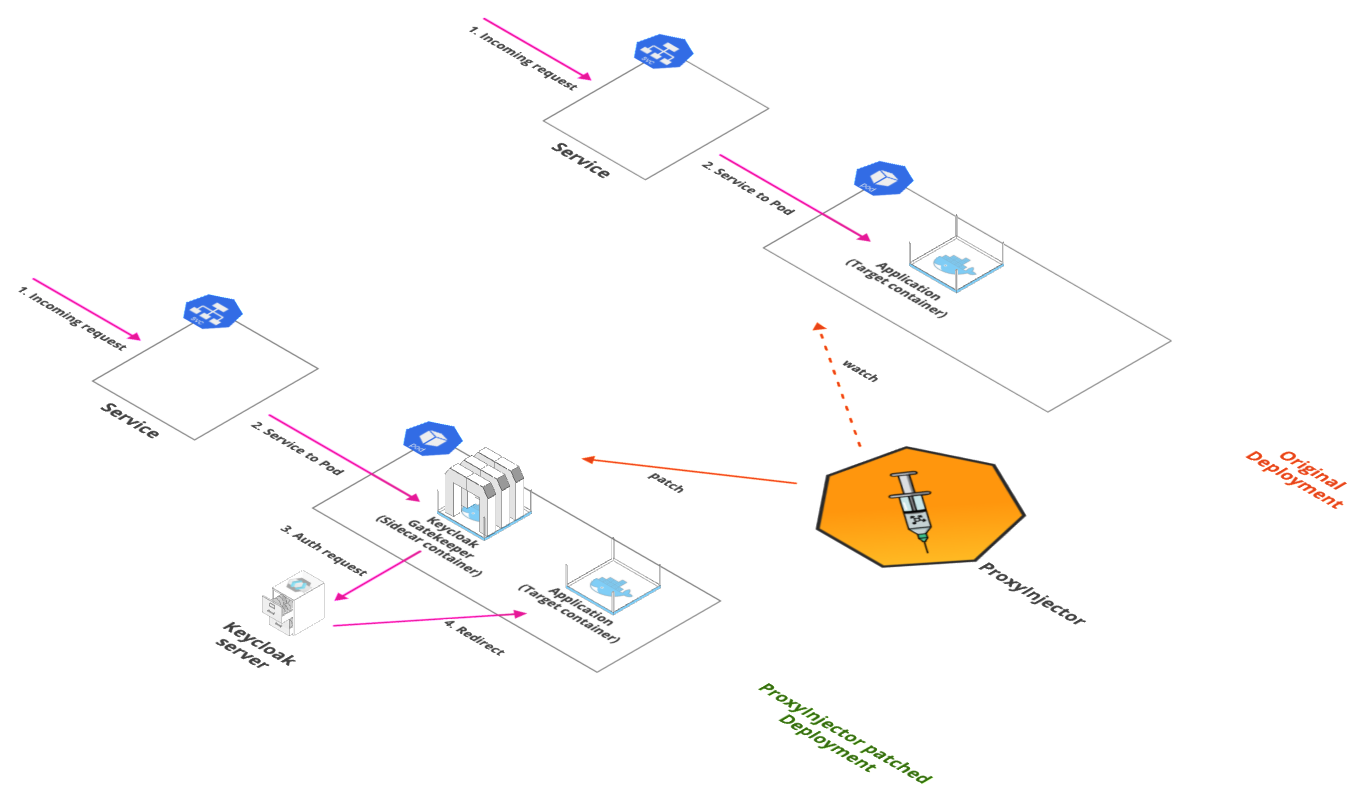 1. Incoming request
svc
Service
2. Service to Pod
pod
Application
(Target container)
watch
Original
Deployment
1. Incoming request
svc
Service
2. Service to Pod
pod
Keycloak
Gatekeeper
(Sidecar container)
3. Auth request
Keycloak
server
4. Redirect
Application
(Target container)
patch
ProxyInjector
ProxyInjector patched
Deployment